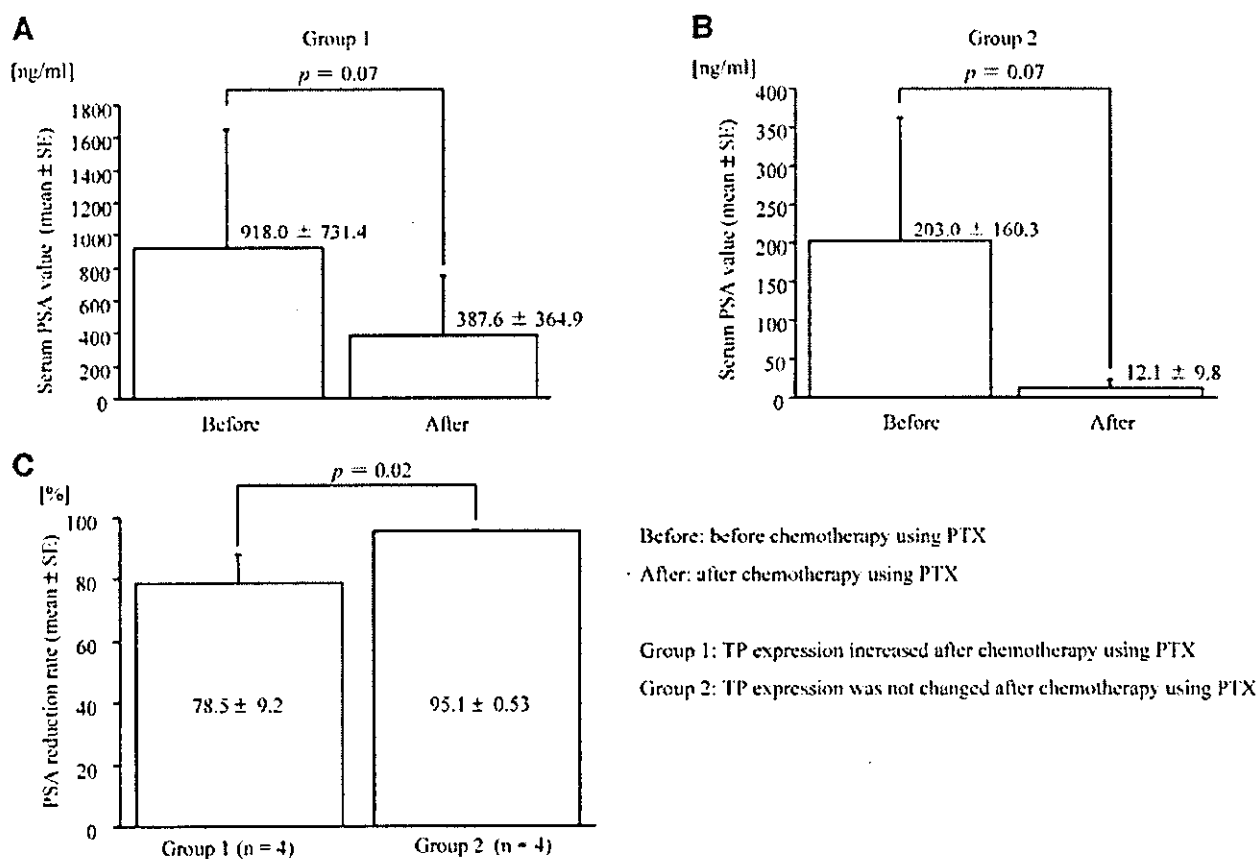 A
Group 1
[ng/ml]
p = 0.07
Serum PSA value (mean ± SE)
1800
1600
1400
1200
1000
800
600
400
200
0
918.0 ± 731.4
387.6 ± 364.9
Before
After
B
Group 2
[ng/ml]
p = 0.07
Serum PSA value (mean ± SE)
400
350
300
250
200
150
100
50
0
203.0 ± 160.3
12.1 ± 9.8
Before
After
C
[%]
p = 0.02
PSA reduction rate (mean ± SE)
100
80
60
40
20
0
78.5 ± 9.2
95.1 ± 0.53
Group 1 (n = 4)
Group 2 (n = 4)
Before: before chemotherapy using PTX
After: after chemotherapy using PTX
Group 1: TP expression increased after chemotherapy using PTX
Group 2: TP expression was not changed after chemotherapy using PTX